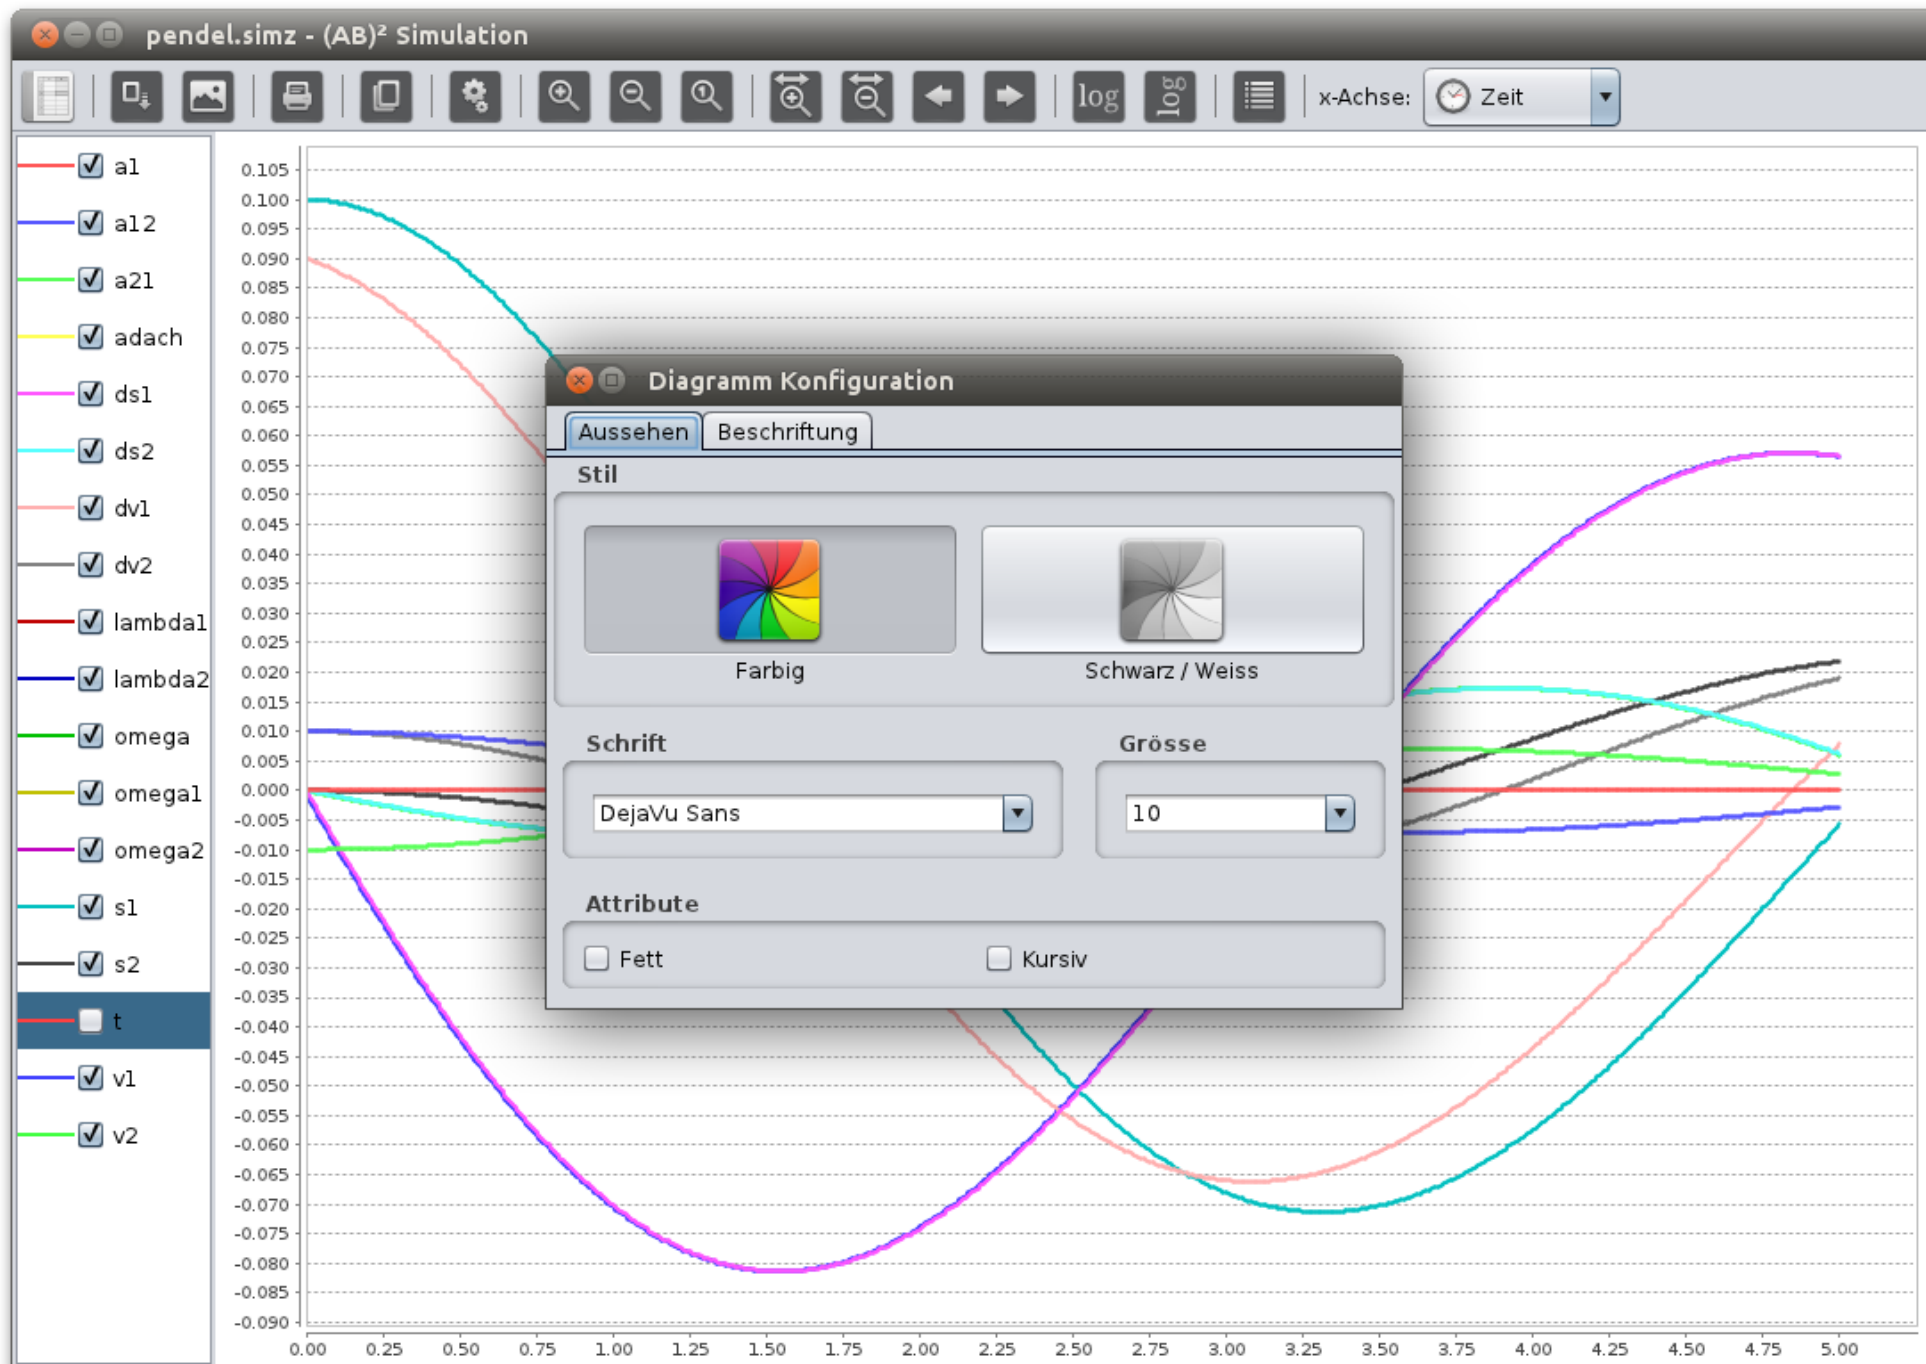 pendel.simz - (AB)² Simulation
log log x-Achse: Zeit
a1
a12
a21
adach
ds1
ds2
dv1
dv2
lambda1
lambda2
omega
omega1
omega2
s1
s2
t
v1
v2
0.105
0.100
0.095
0.090
0.085
0.080
0.075
0.070
0.065
0.060
0.055
0.050
0.045
0.040
0.035
0.030
0.025
0.020
0.015
0.010
0.005
0.000
-0.005
-0.010
-0.015
-0.020
-0.025
-0.030
-0.035
-0.040
-0.045
-0.050
-0.055
-0.060
-0.065
-0.070
-0.075
-0.080
-0.085
-0.090
0.00 0.25 0.50 0.75 1.00 1.25 1.50 1.75 2.00 2.25 2.50 2.75 3.00 3.25 3.50 3.75 4.00 4.25 4.50 4.75 5.00
Diagramm Konfiguration
Aussehen Beschriftung
Stil
Farbig Schwarz / Weiss
Schrift Grösse
DejaVu Sans 10
Attribute
Fett Kursiv